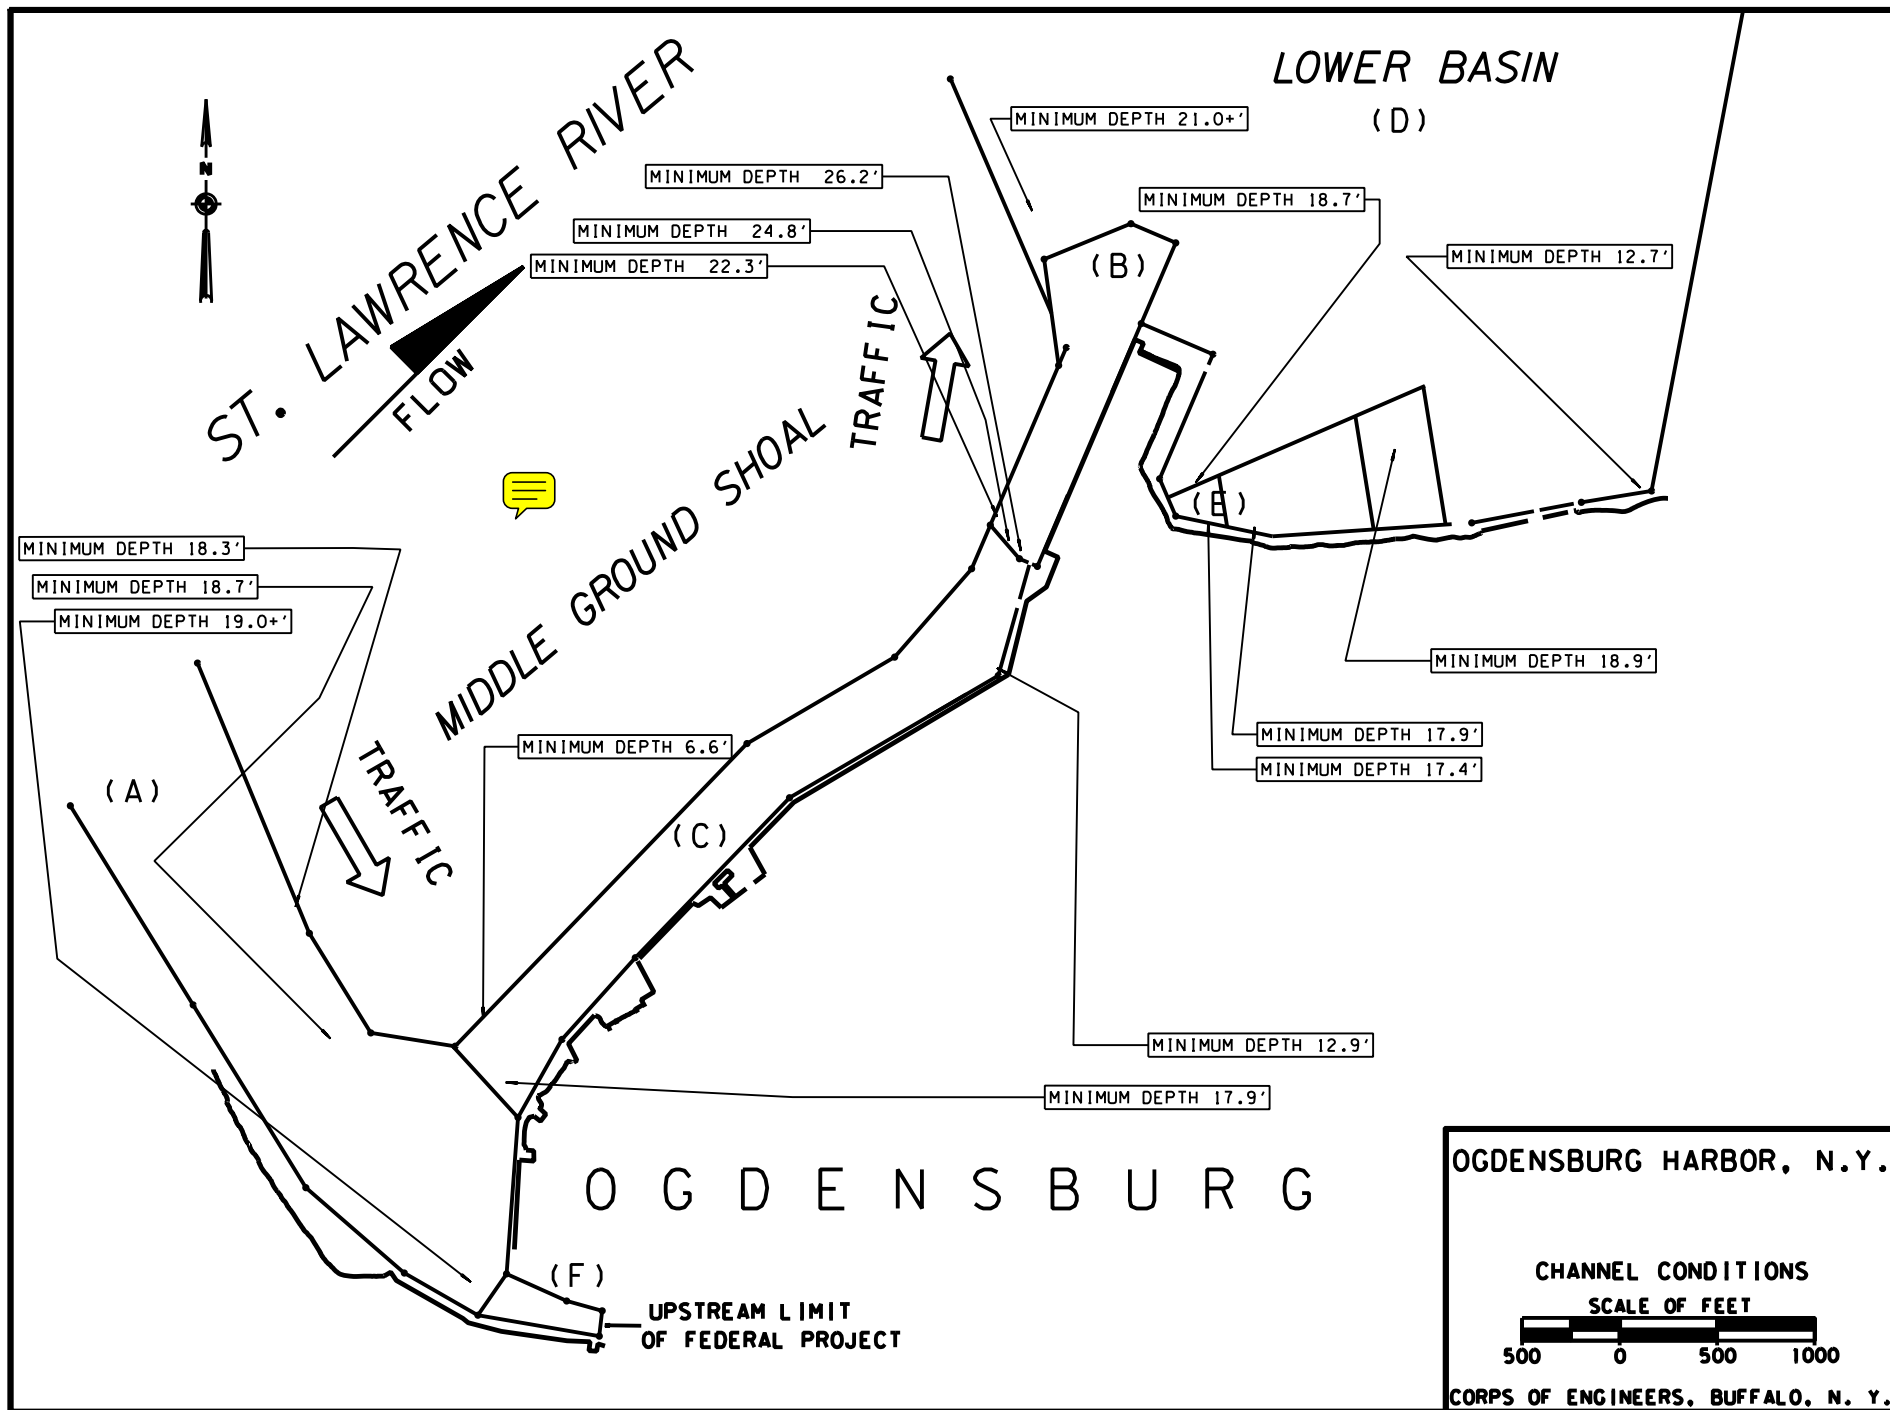 LOWER BASIN
(D)
MINIMUM DEPTH 21.0+'
ST. LAWRENCE RIVER
N
MINIMUM DEPTH 26.2'
MINIMUM DEPTH 18.7'
MINIMUM DEPTH 24.8'
MINIMUM DEPTH 12.7'
MINIMUM DEPTH 22.3'
(B)
TRAFFIC
FLOW
MIDDLE GROUND SHOAL
(E)
MINIMUM DEPTH 18.3'
MINIMUM DEPTH 18.7'
MINIMUM DEPTH 19.0+'
MINIMUM DEPTH 18.9'
MINIMUM DEPTH 17.9'
MINIMUM DEPTH 6.6'
MINIMUM DEPTH 17.4'
(A)
TRAFFIC
(C)
MINIMUM DEPTH 12.9'
MINIMUM DEPTH 17.9'
OGDENSBURG
(F)
UPSTREAM LIMIT
OF FEDERAL PROJECT
OGDENSBURG HARBOR, N.Y.
CHANNEL CONDITIONS
SCALE OF FEET
500 0 500 1000
CORPS OF ENGINEERS, BUFFALO, N. Y.